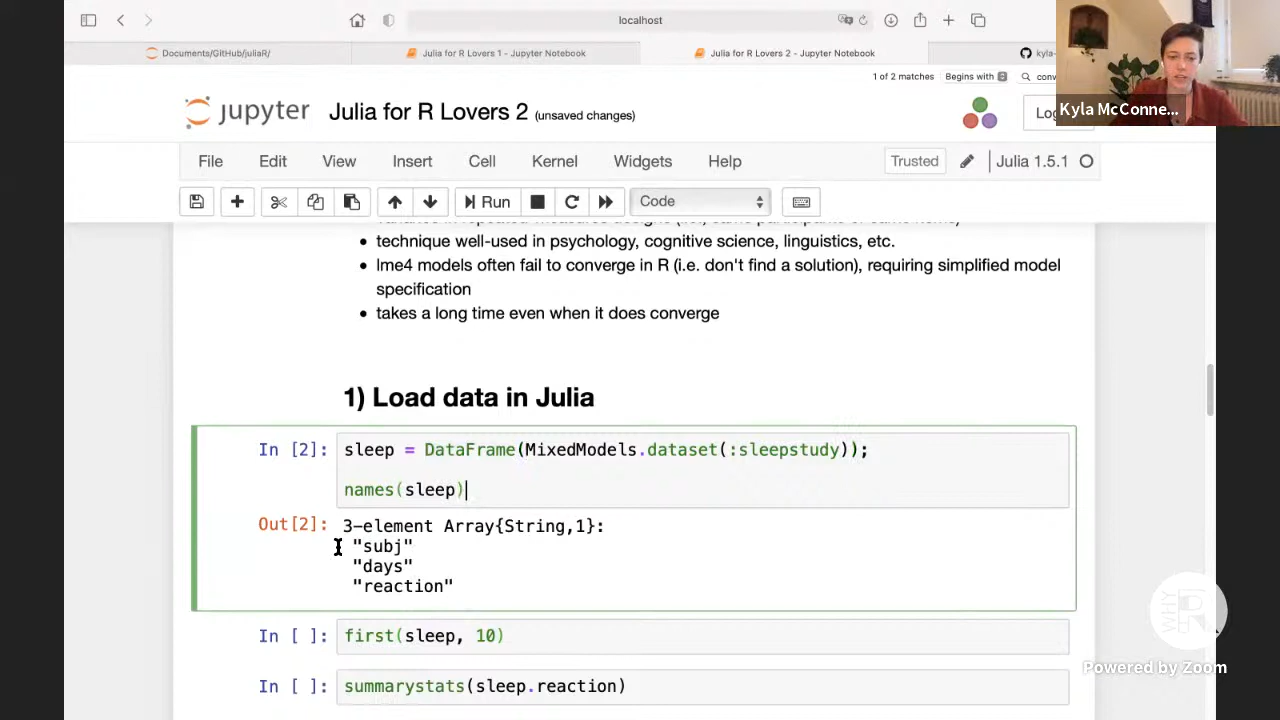 localhost
Documents/GitHub/juliaR/
Julia for R Lovers 1 - Jupyter Notebook
Julia for R Lovers 2 - Jupyter Notebook
kyla-
1 of 2 matches
Begins with
conv
jupyter
Julia for R Lovers 2 (unsaved changes)
Kyla McConne...
File
Edit
View
Insert
Cell
Kernel
Widgets
Help
Trusted
Julia 1.5.1
Run
Code
• technique well-used in psychology, cognitive science, linguistics, etc.
• lme4 models often fail to converge in R (i.e. don't find a solution), requiring simplified model
specification
• takes a long time even when it does converge
1) Load data in Julia
In [2]: sleep = DataFrame(MixedModels.dataset(:sleepstudy));
names(sleep)
Out[2]: 3-element Array{String,1}:
"subj"
"days"
"reaction"
In [ ]: first(sleep, 10)
In [ ]: summarystats(sleep.reaction)
WHY R
Powered by Zoom